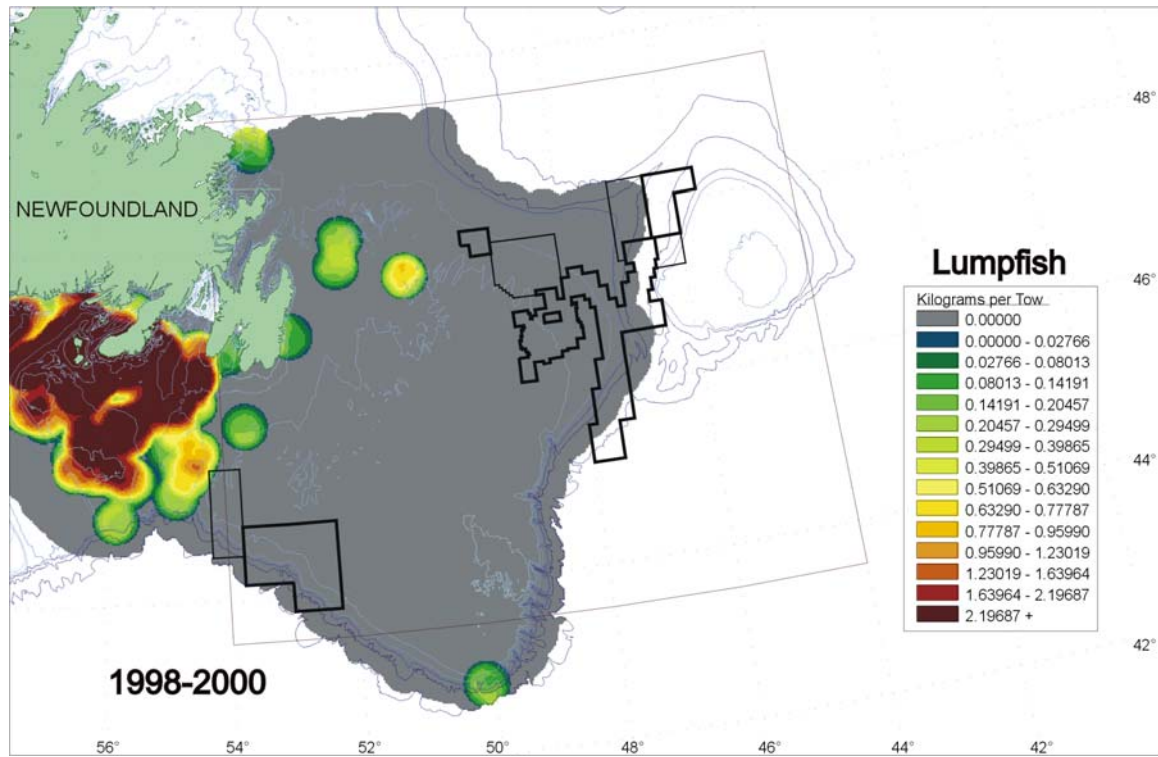 NEWFOUNDLAND
48°
46°
44°
42°
Lumpfish
Kilograms per Tow
0.00000
0.00000 - 0.02766
0.02766 - 0.08013
0.08013 - 0.14191
0.14191 - 0.20457
0.20457 - 0.29499
0.29499 - 0.39865
0.39865 - 0.51069
0.51069 - 0.63290
0.63290 - 0.77787
0.77787 - 0.95990
0.95990 - 1.23019
1.23019 - 1.63964
1.63964 - 2.19687
2.19687 +
1998-2000
56° 54° 52° 50° 48° 46° 44° 42°